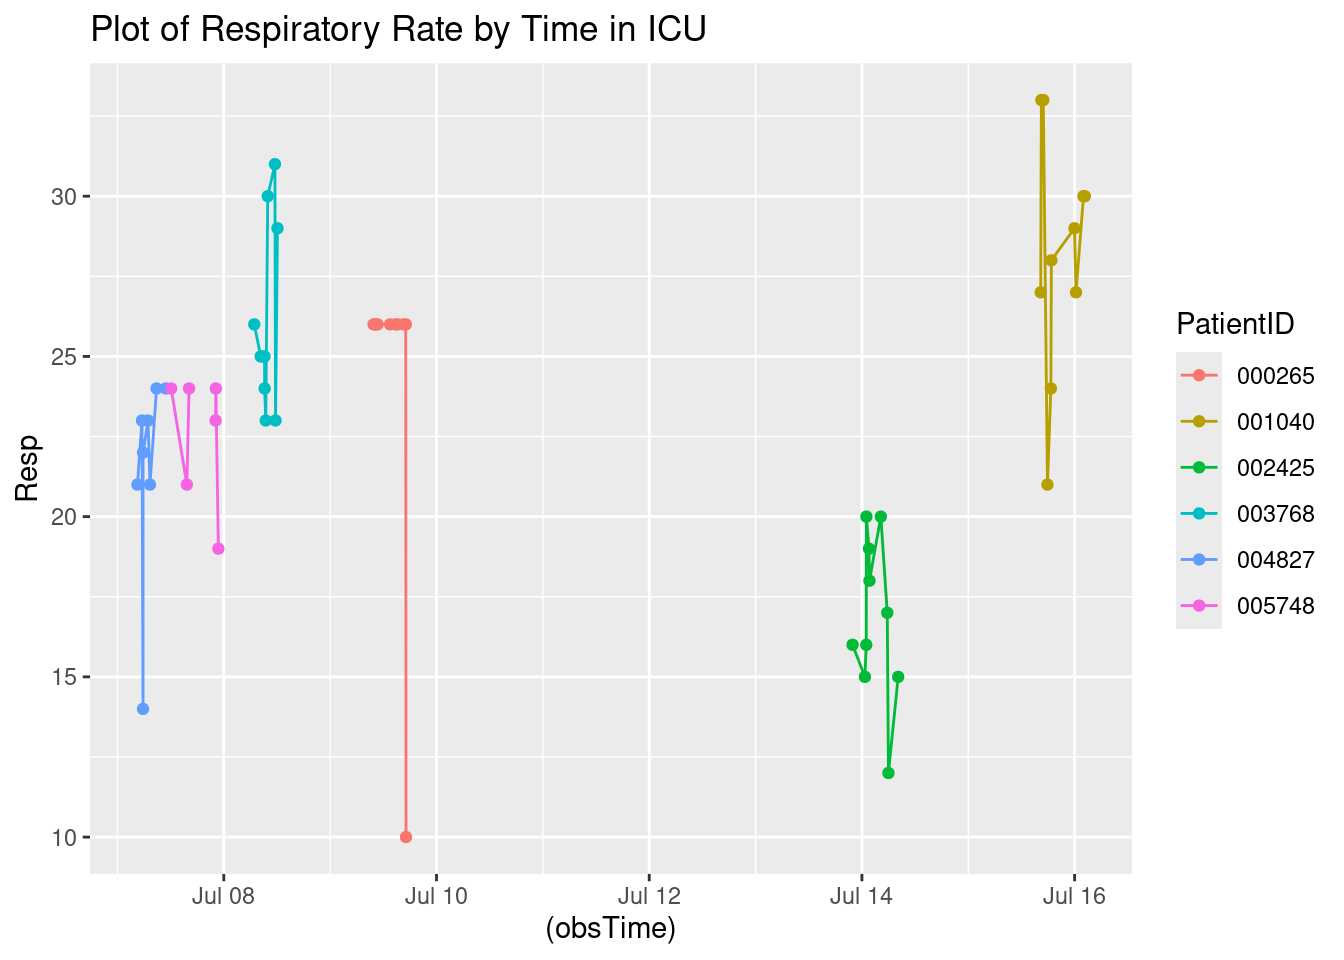 Plot of Respiratory Rate by Time in ICU
30
25
20
15
10
Resp
Jul 08
Jul 10
Jul 12
Jul 14
Jul 16
(obsTime)
PatientID
000265
001040
002425
003768
004827
005748